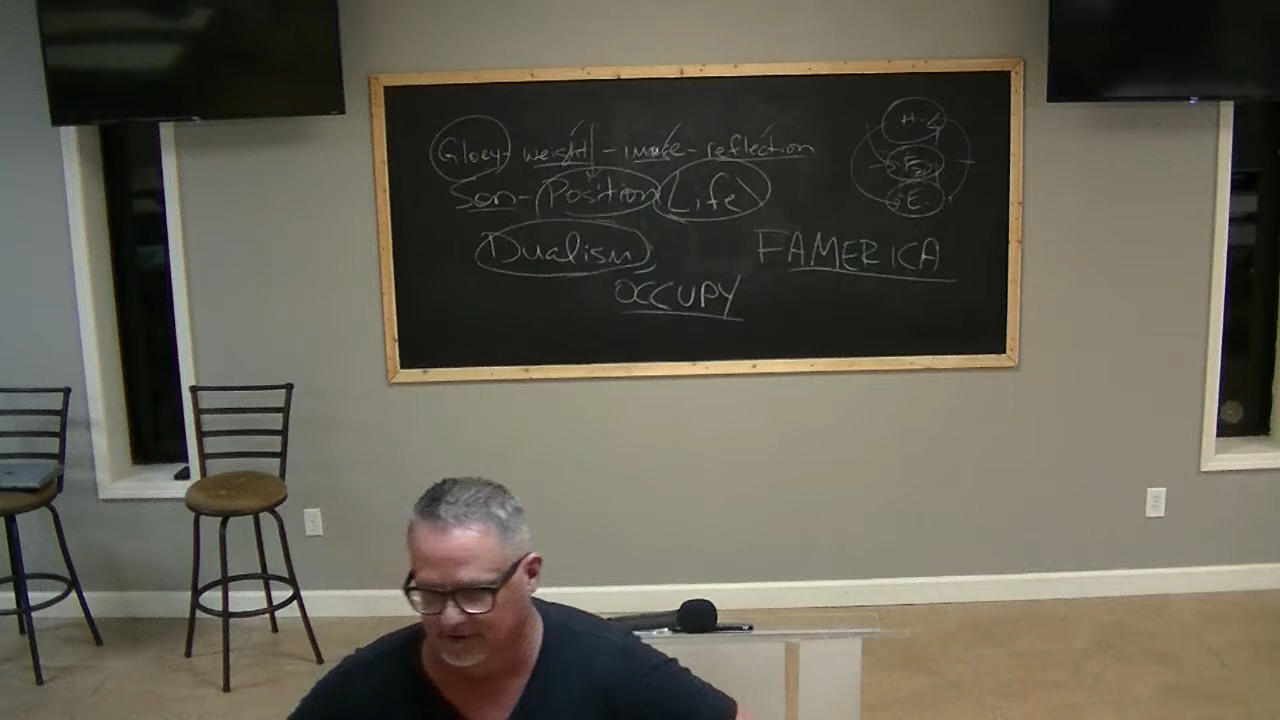 Glory weight - image - reflection
Son - Position Life
Dualism
FAMERICA
OCCUPY
H.
E.